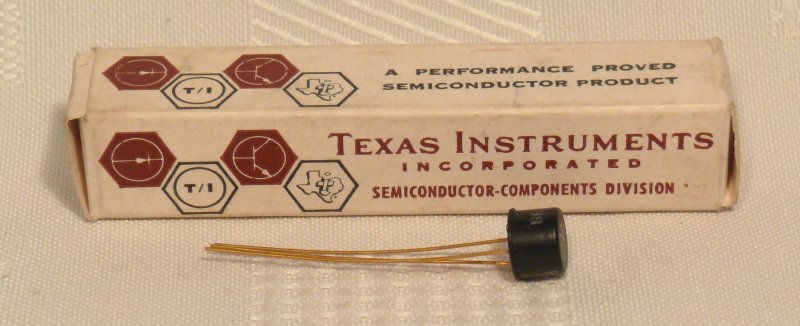 A PERFORMANCE PROVED
SEMICONDUCTOR PRODUCT
T/I
TEXAS INSTRUMENTS
INCORPORATED
SEMICONDUCTOR-COMPONENTS DIVISION
T/I